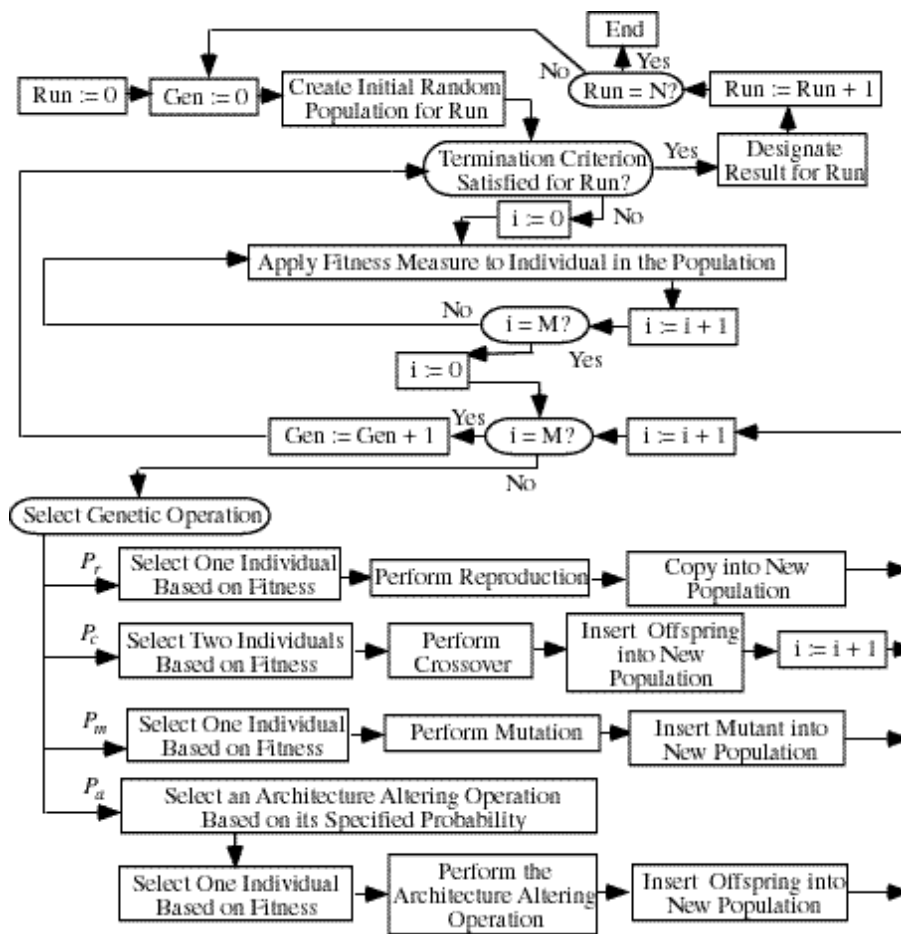 End
No
Yes
Run := 0
Gen := 0
Create Initial Random
Population for Run
Run = N?
Run := Run + 1
Termination Criterion
Satisfied for Run?
Yes
Designate
Result for Run
i := 0
No
Apply Fitness Measure to Individual in the Population
No
i = M?
i := i + 1
Yes
i := 0
Gen := Gen + 1
Yes
i = M?
i := i + 1
No
Select Genetic Operation
Pr
Select One Individual
Based on Fitness
Perform Reproduction
Copy into New
Population
Pc
Select Two Individuals
Based on Fitness
Perform
Crossover
Insert Offspring
into New
Population
i := i + 1
Pm
Select One Individual
Based on Fitness
Perform Mutation
Insert Mutant into
New Population
Pa
Select an Architecture Altering Operation
Based on its Specified Probability
Select One Individual
Based on Fitness
Perform the
Architecture Altering
Operation
Insert Offspring into
New Population